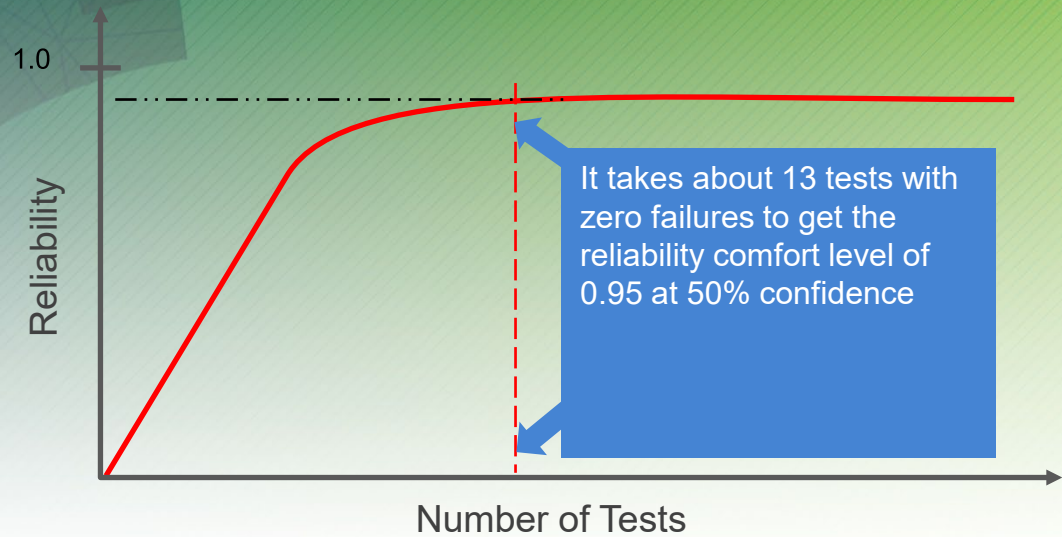 1.0
Reliability
It takes about 13 tests with
zero failures to get the
reliability comfort level of
0.95 at 50% confidence
Number of Tests